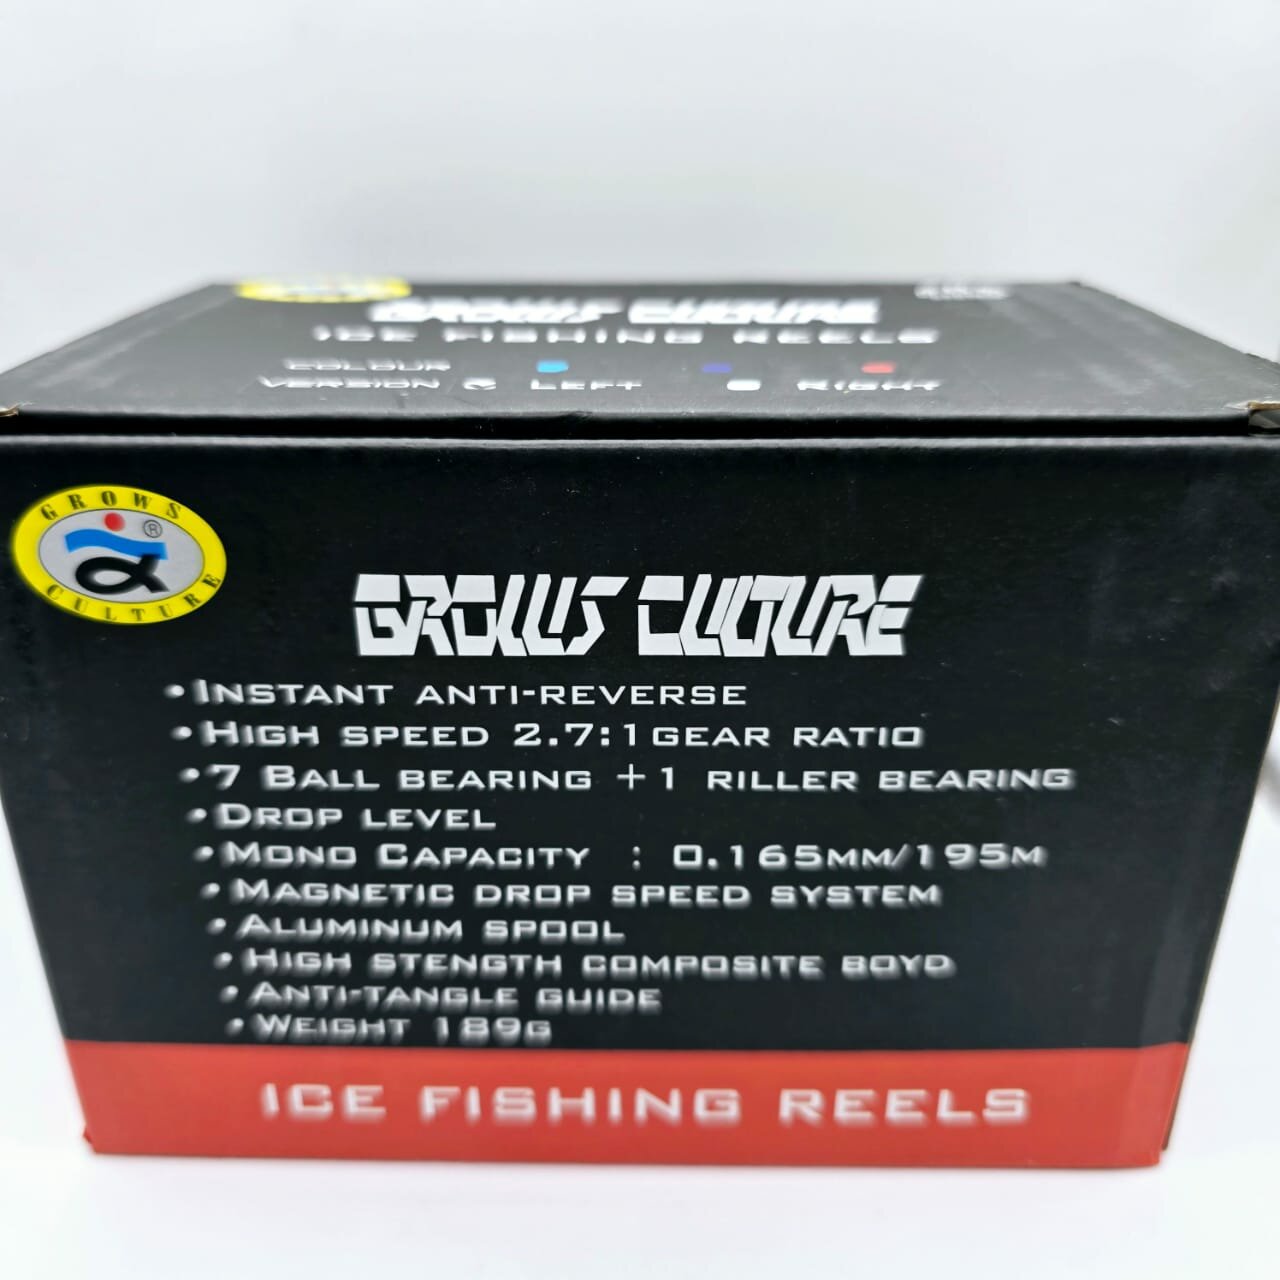 GROWS CULTURE
ICE FISHING REELS
COLOUR
VERSION LEFT RIGHT
GROWS
®
CULTURE
GROWS CULTURE
•INSTANT ANTI-REVERSE
•HIGH SPEED 2.7:1GEAR RATIO
•7 BALL BEARING +1 RILLER BEARING
•DROP LEVEL
•MONO CAPACITY : 0.165MM/195M
•MAGNETIC DROP SPEED SYSTEM
•ALUMINUM SPOOL
•HIGH STENGTH COMPOSITE BOYD
•ANTI-TANGLE GUIDE
•WEIGHT 189G
ICE FISHING REELS